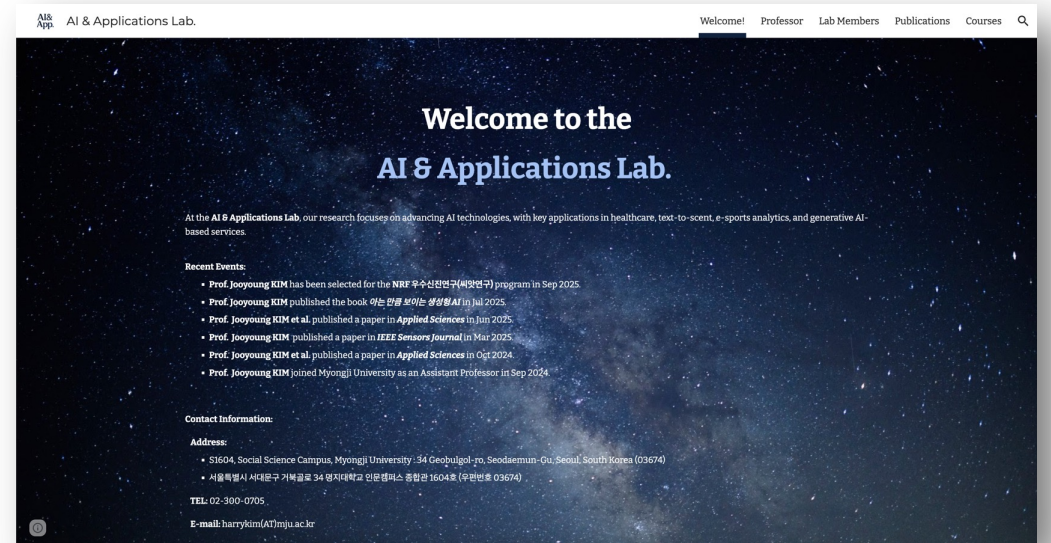 AI&
App.
AI & Applications Lab.
Welcome!
Professor
Lab Members
Publications
Courses
Welcome to the
AI & Applications Lab.
At the AI & Applications Lab, our research focuses on advancing AI technologies, with key applications in healthcare, text-to-scent, e-sports analytics, and generative AI-
based services.
Recent Events:
▪ Prof. Jooyoung KIM has been selected for the NRF 우수신진연구(씨앗연구) program in Sep 2025.
▪ Prof. Jooyoung KIM published the book 아는 만큼 보이는 생성형 AI in Jul 2025.
▪ Prof. Jooyoung KIM et al. published a paper in Applied Sciences in Jun 2025.
▪ Prof. Jooyoung KIM published a paper in IEEE Sensors Journal in Mar 2025.
▪ Prof. Jooyoung KIM et al. published a paper in Applied Sciences in Oct 2024.
▪ Prof. Jooyoung KIM joined Myongji University as an Assistant Professor in Sep 2024.
Contact Information:
Address:
▪ S1604, Social Science Campus, Myongji University : 34 Geobulgol-ro, Seodaemun-Gu, Seoul, South Korea (03674)
▪ 서울특별시 서대문구 거북골로 34 명지대학교 인문캠퍼스 종합관 1604호 (우편번호 03674)
TEL: 02-300-0705
E-mail: harrykim(AT)mju.ac.kr